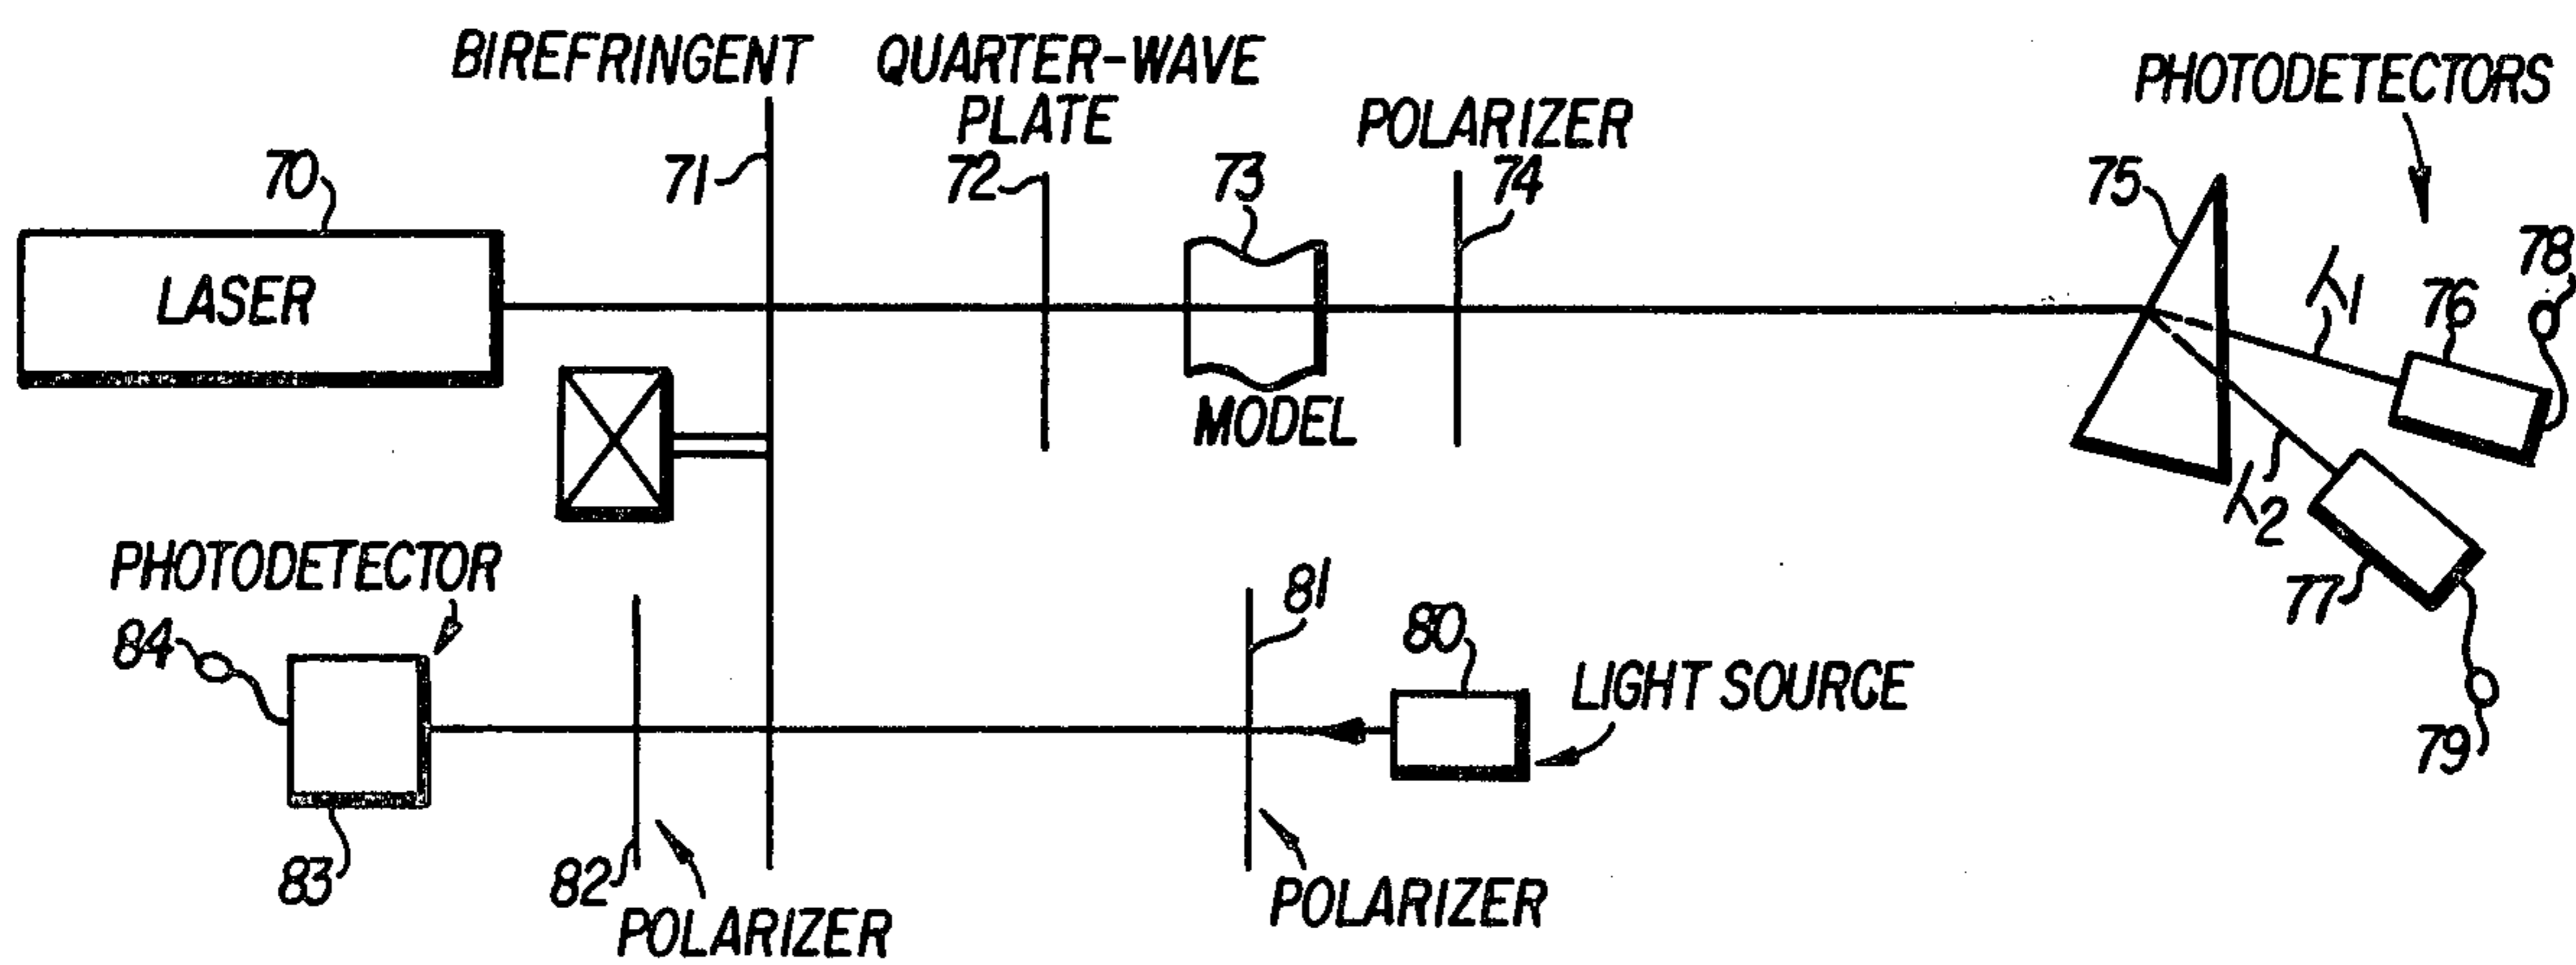 BIREFRINGENT
QUARTER-WAVE
PLATE
POLARIZER
PHOTODETECTORS
70
71
72
73
74
75
76
78
LASER
λ1
MODEL
λ2
77
79
PHOTODETECTOR
84
81
80
LIGHT SOURCE
83
82
POLARIZER
POLARIZER